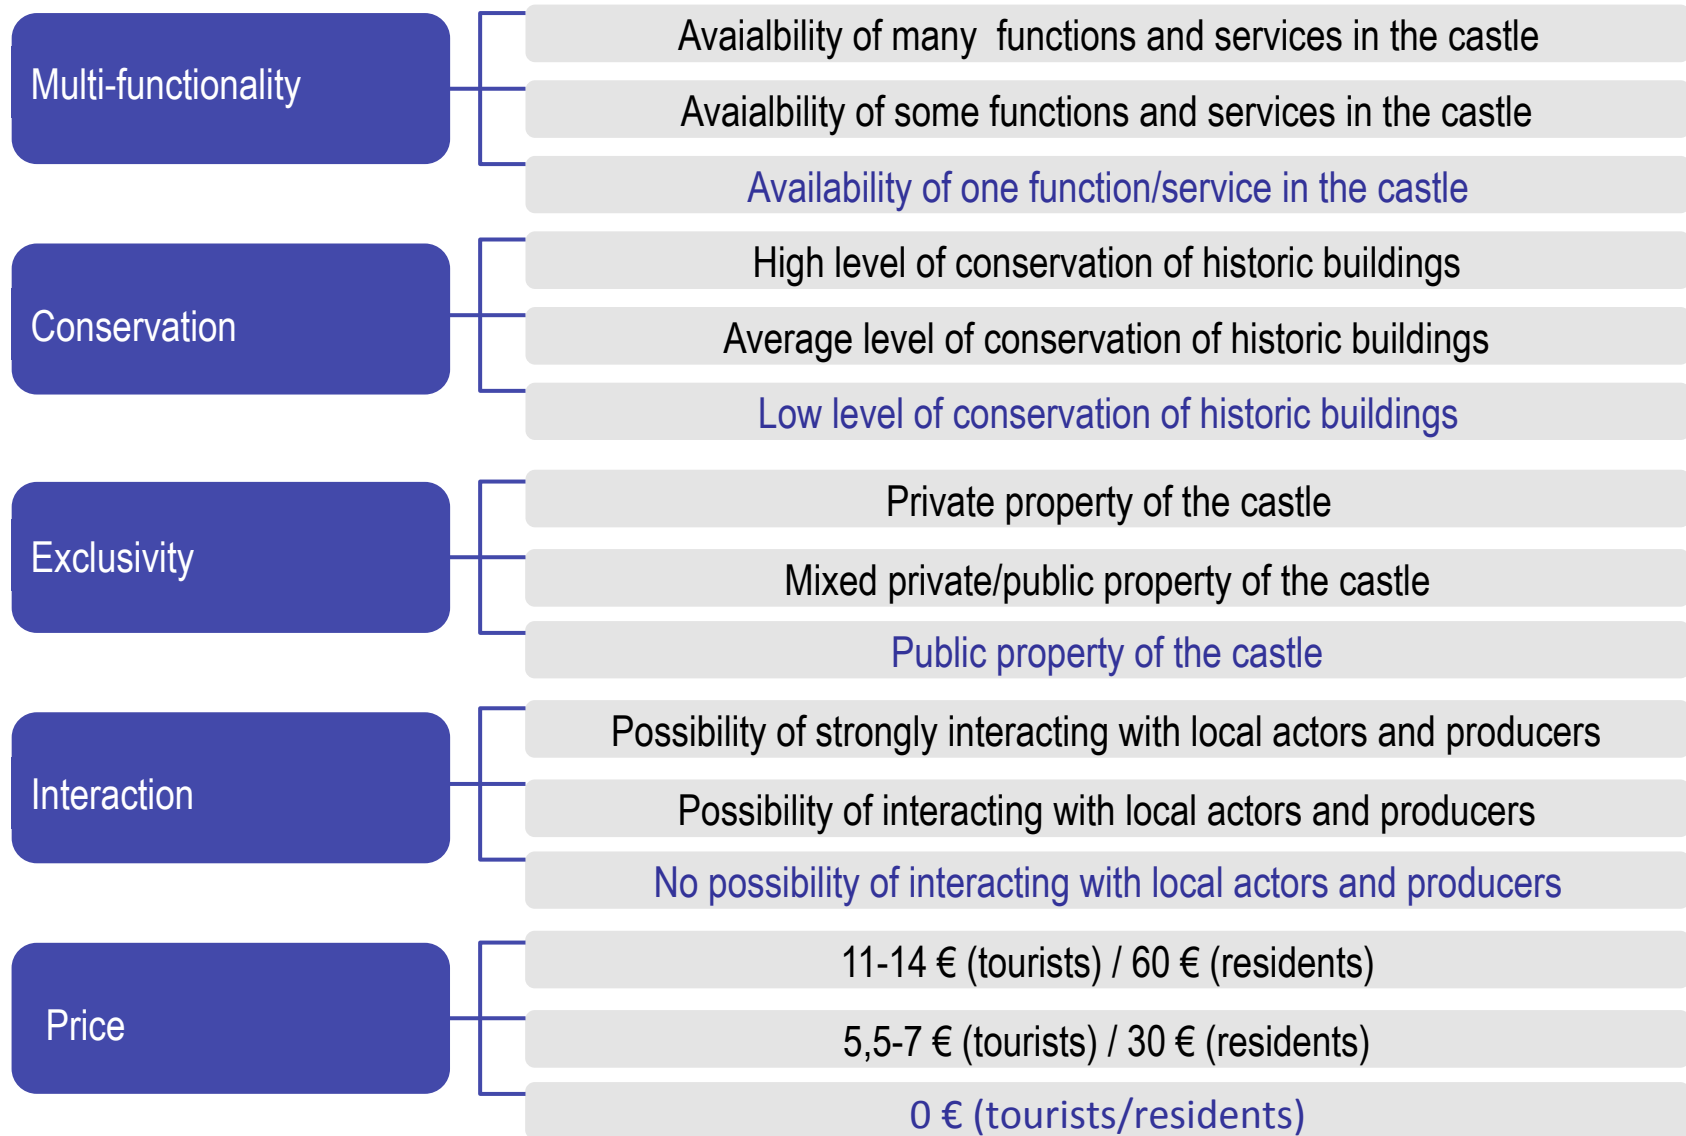 Multi-functionality
Avaialbility of many  functions and services in the castle
Avaialbility of some functions and services in the castle
Availability of one function/service in the castle
Conservation
High level of conservation of historic buildings
Average level of conservation of historic buildings
Low level of conservation of historic buildings
Exclusivity
Private property of the castle
Mixed private/public property of the castle
Public property of the castle
Interaction
Possibility of strongly interacting with local actors and producers
Possibility of interacting with local actors and producers
No possibility of interacting with local actors and producers
Price
11-14 € (tourists) / 60 € (residents)
5,5-7 € (tourists) / 30 € (residents)
0 € (tourists/residents)